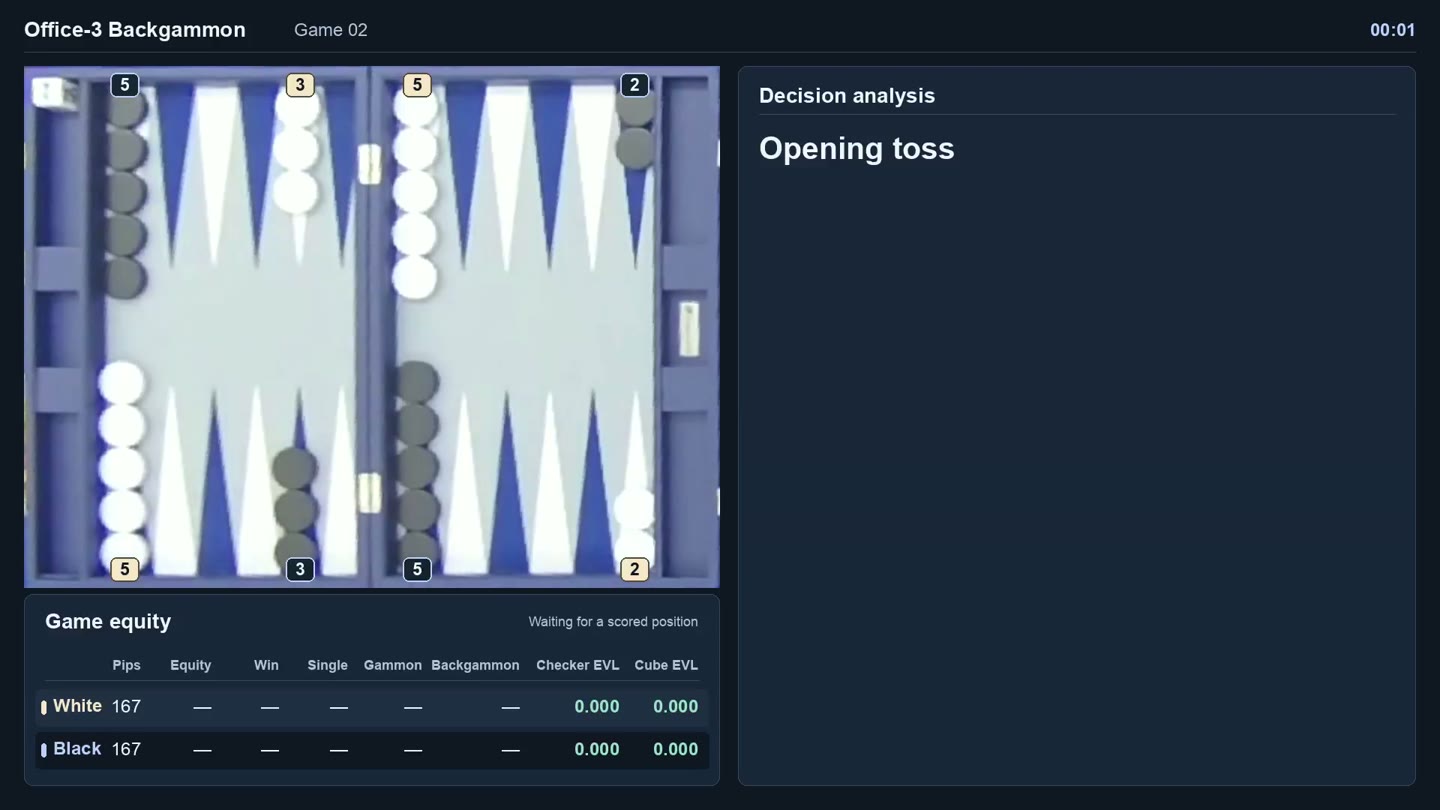 Office-3 Backgammon Game 02 00:01
5 3 5 2
5 3 5 2
Decision analysis
Opening toss
Game equity Waiting for a scored position
Pips Equity Win Single Gammon Backgammon Checker EVL Cube EVL
White 167 — — — — — 0.000 0.000
Black 167 — — — — — 0.000 0.000